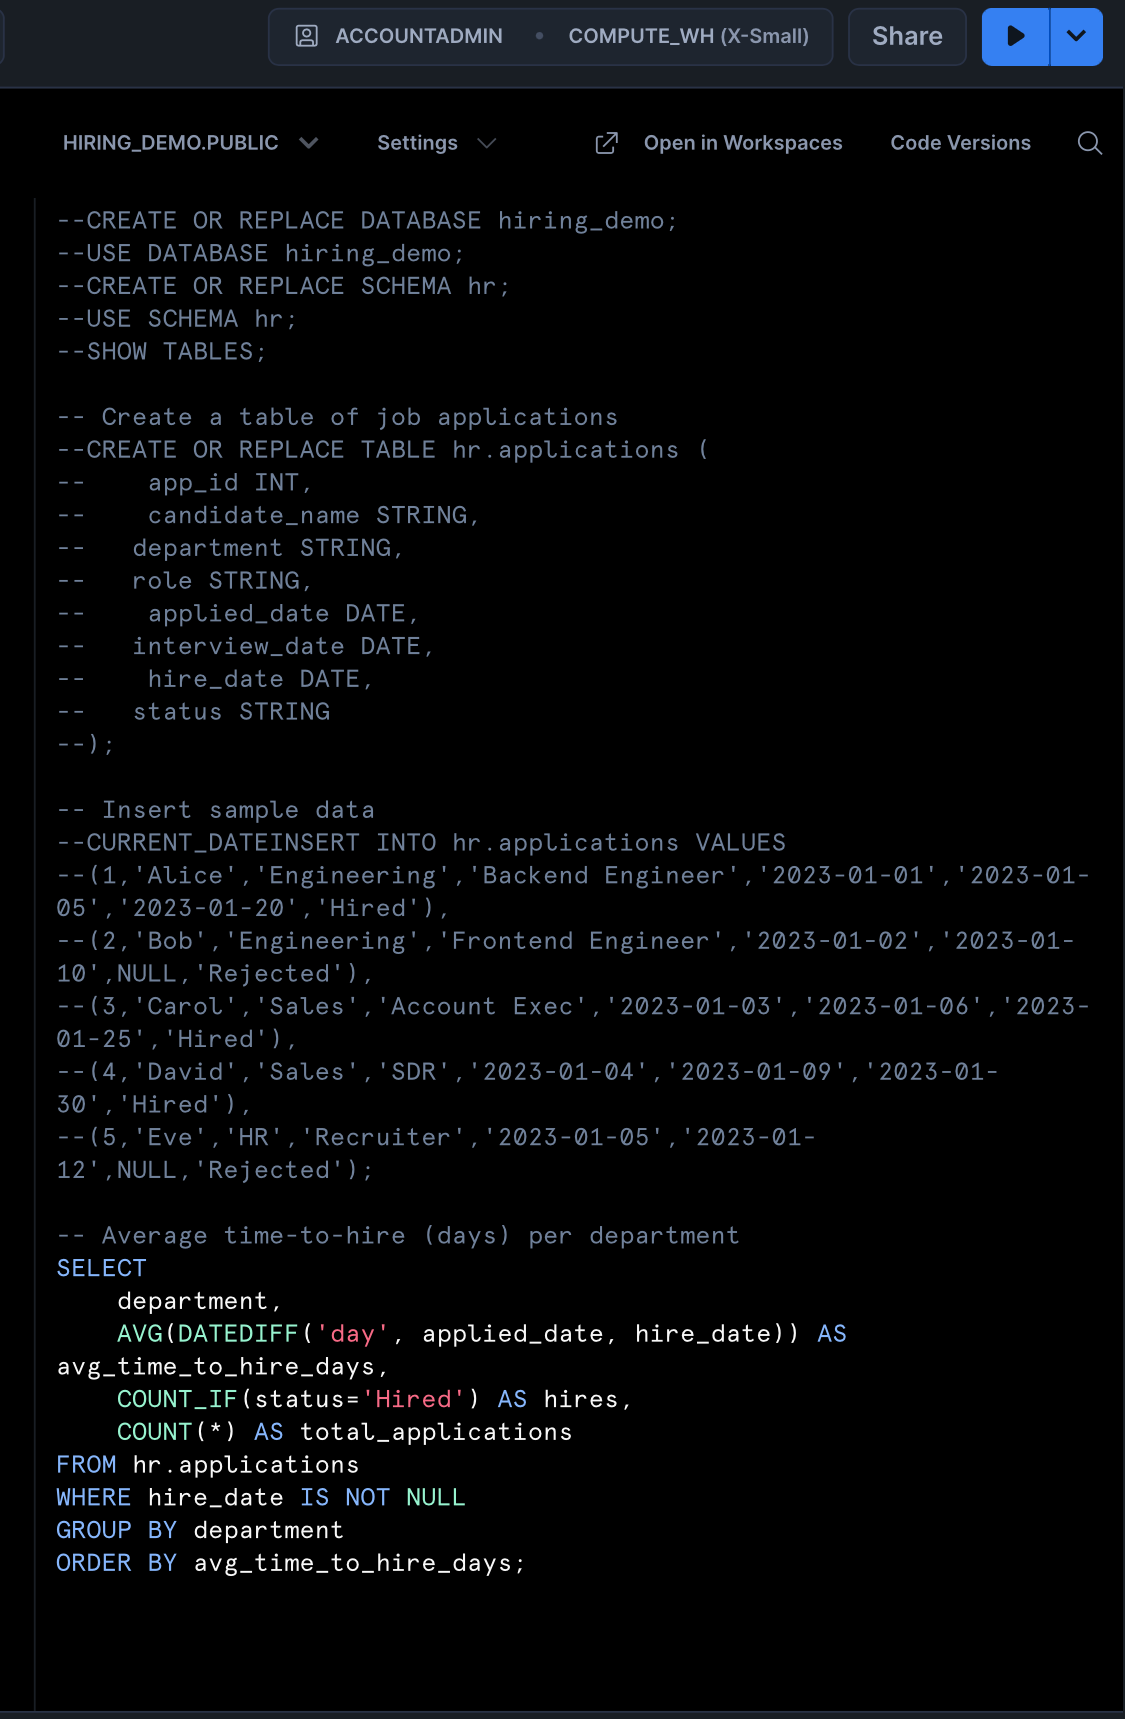 ACCOUNTADMIN • COMPUTE_WH (X-Small) Share
HIRING_DEMO.PUBLIC Settings Open in Workspaces Code Versions
--CREATE OR REPLACE DATABASE hiring_demo;
--USE DATABASE hiring_demo;
--CREATE OR REPLACE SCHEMA hr;
--USE SCHEMA hr;
--SHOW TABLES;

-- Create a table of job applications
--CREATE OR REPLACE TABLE hr.applications (
--    app_id INT,
--    candidate_name STRING,
--   department STRING,
--   role STRING,
--    applied_date DATE,
--   interview_date DATE,
--    hire_date DATE,
--   status STRING
--);

-- Insert sample data
--CURRENT_DATEINSERT INTO hr.applications VALUES
--(1,'Alice','Engineering','Backend Engineer','2023-01-01','2023-01-
05','2023-01-20','Hired'),
--(2,'Bob','Engineering','Frontend Engineer','2023-01-02','2023-01-
10',NULL,'Rejected'),
--(3,'Carol','Sales','Account Exec','2023-01-03','2023-01-06','2023-
01-25','Hired'),
--(4,'David','Sales','SDR','2023-01-04','2023-01-09','2023-01-
30','Hired'),
--(5,'Eve','HR','Recruiter','2023-01-05','2023-01-
12',NULL,'Rejected');

-- Average time-to-hire (days) per department
SELECT
    department,
    AVG(DATEDIFF('day', applied_date, hire_date)) AS
avg_time_to_hire_days,
    COUNT_IF(status='Hired') AS hires,
    COUNT(*) AS total_applications
FROM hr.applications
WHERE hire_date IS NOT NULL
GROUP BY department
ORDER BY avg_time_to_hire_days;